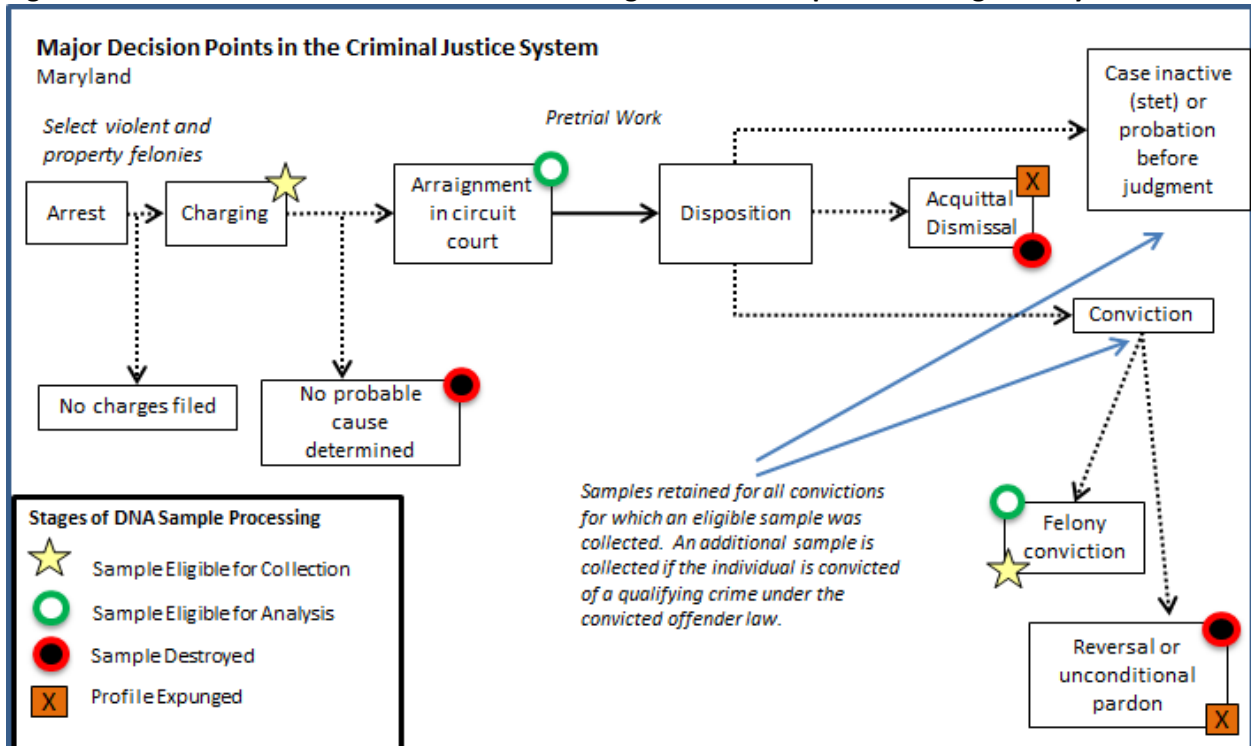 Major Decision Points in the Criminal Justice System
Maryland
Select violent and
property felonies
Pretrial Work
Arrest
Charging
Arraignment
in circuit
court
Disposition
Acquittal
Dismissal
X
Case inactive
(stet) or
probation
before
judgment
Conviction
No charges filed
No probable
cause
determined
Samples retained for all convictions
for which an eligible sample was
collected. An additional sample is
collected if the individual is convicted
of a qualifying crime under the
convicted offender law.
Felony
conviction
Reversal or
unconditional
pardon
X
Stages of DNA Sample Processing
Sample Eligible for Collection
Sample Eligible for Analysis
Sample Destroyed
X
Profile Expunged